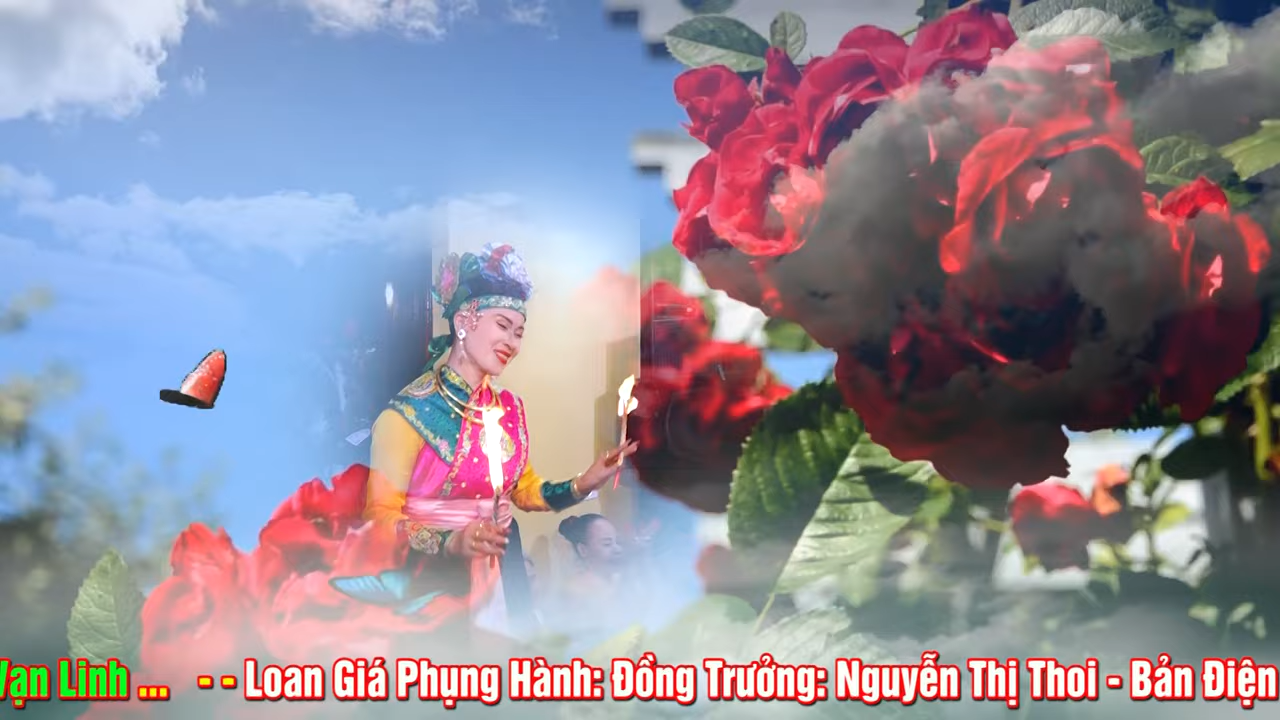 Vạn Linh ... - - Loan Giá Phụng Hành: Đồng Trưởng: Nguyễn Thị Thoi - Bản Điện